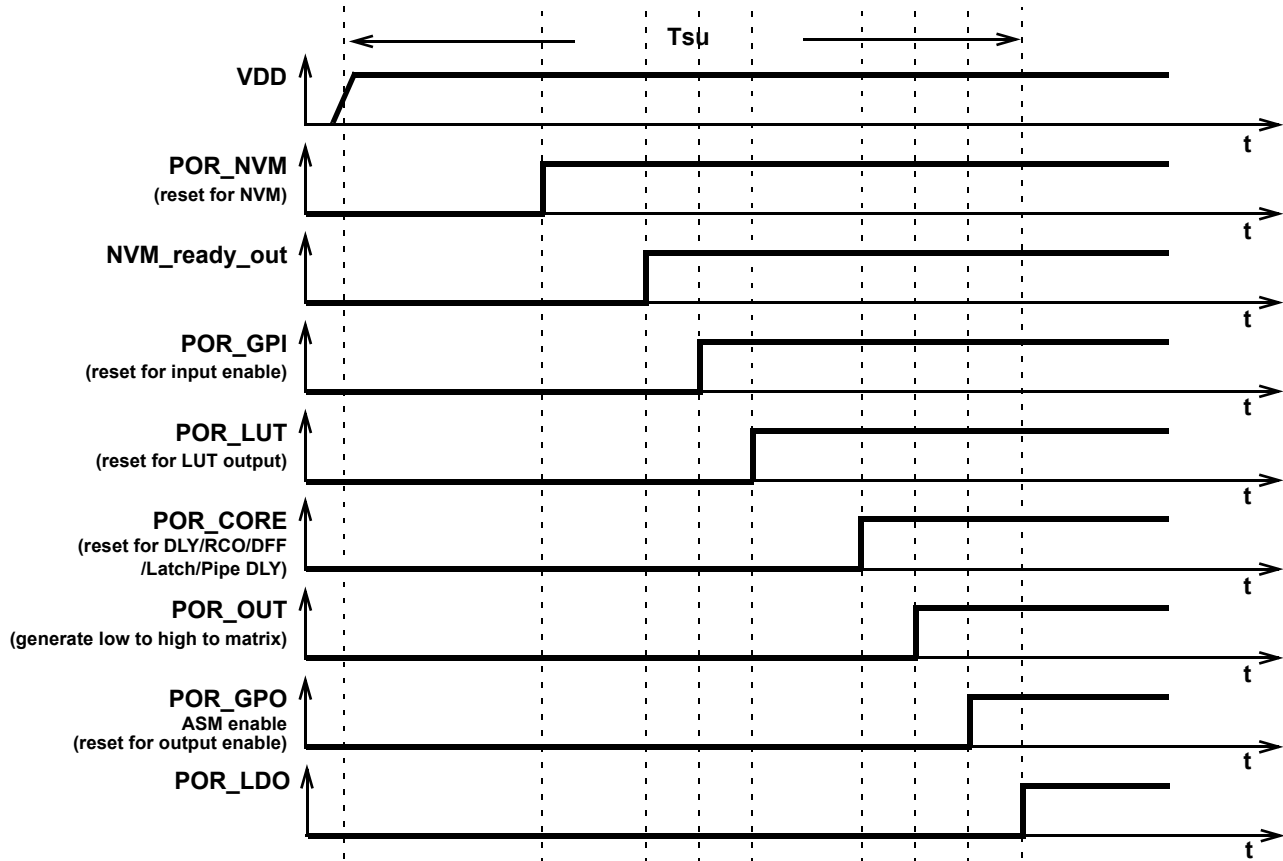 Tsu
VDD
t
POR_NVM
(reset for NVM)
t
NVM_ready_out
t
POR_GPI
(reset for input enable)
t
POR_LUT
(reset for LUT output)
t
POR_CORE
(reset for DLY/RCO/DFF
/Latch/Pipe DLY)
t
POR_OUT
(generate low to high to matrix)
t
POR_GPO
ASM enable
(reset for output enable)
t
POR_LDO
t